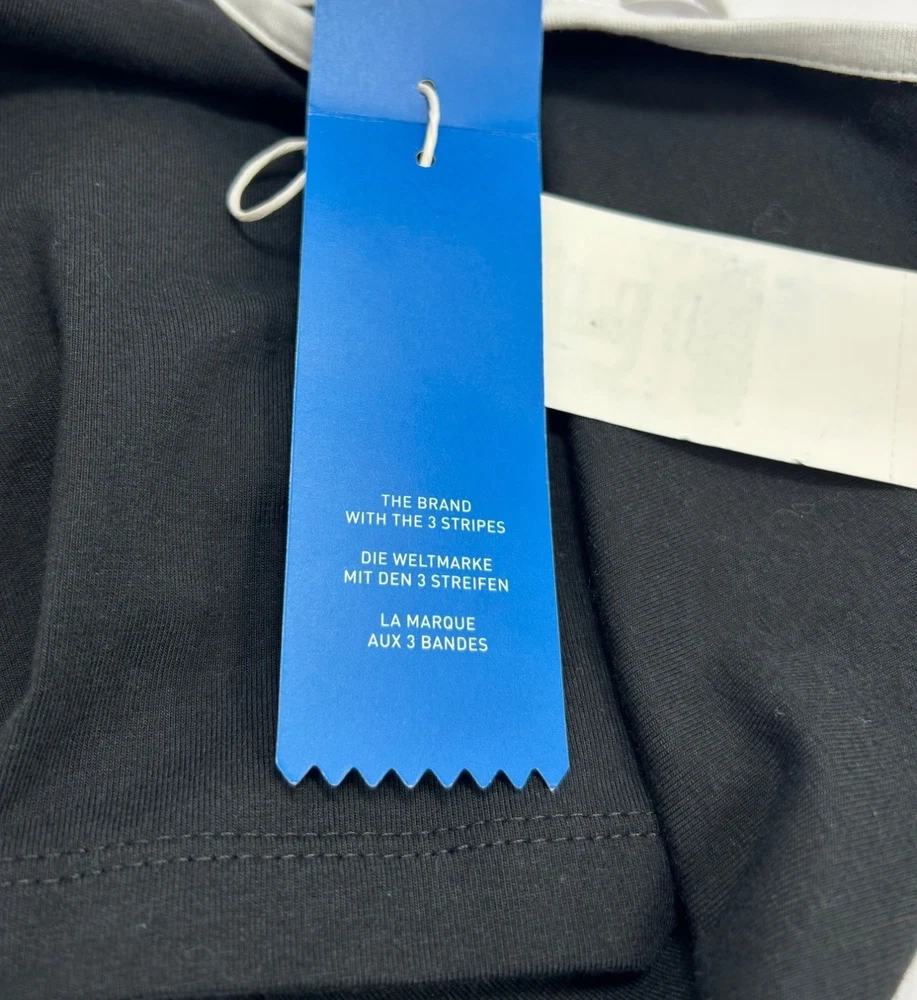 THE BRAND
WITH THE 3 STRIPES
DIE WELTMARKE
MIT DEN 3 STREIFEN
LA MARQUE
AUX 3 BANDES